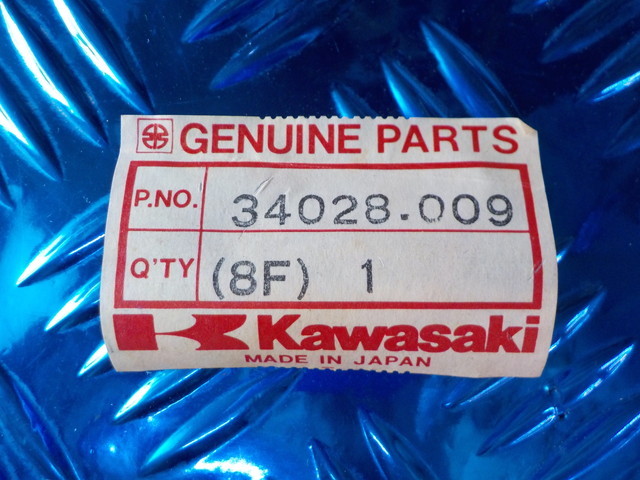 GENUINE PARTS
P.NO. 34028.009
Q'TY (8F) 1
Kawasaki
MADE IN JAPAN